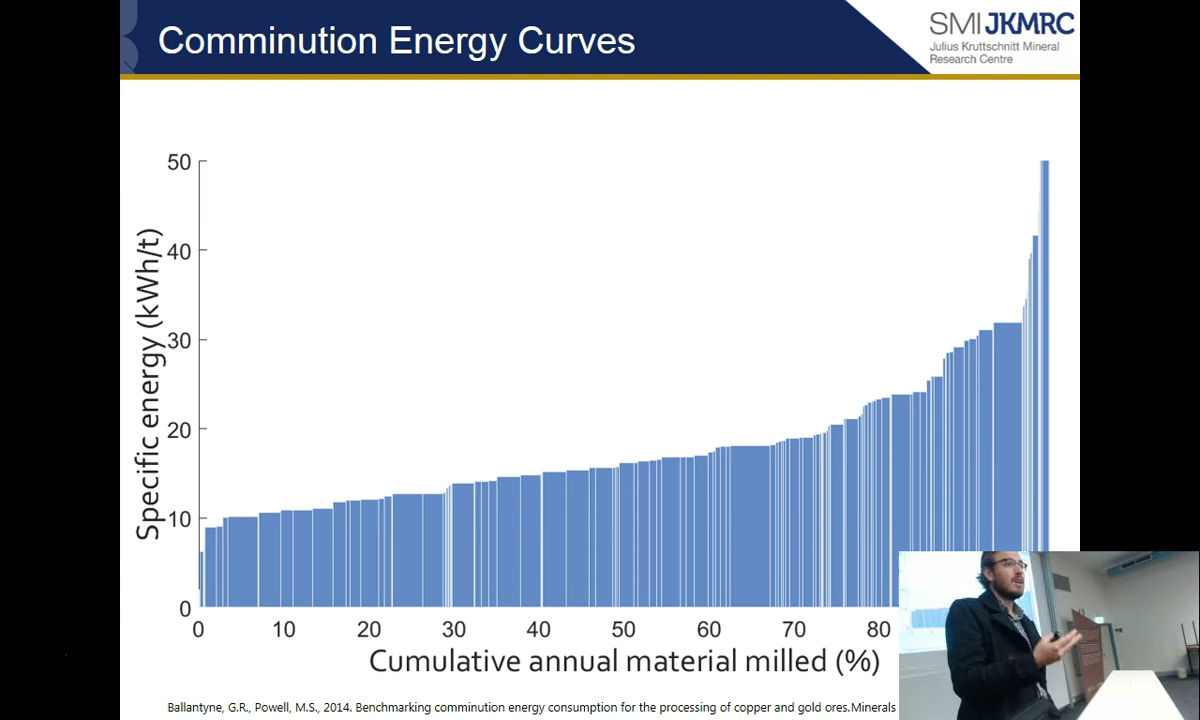 Comminution Energy Curves
SMI JKMRC
Julius Kruttschnitt Mineral
Research Centre
50
40
30
20
10
0
Specific energy (kWh/t)
0 10 20 30 40 50 60 70 80
Cumulative annual material milled (%)
Ballantyne, G.R., Powell, M.S., 2014. Benchmarking comminution energy consumption for the processing of copper and gold ores.Minerals